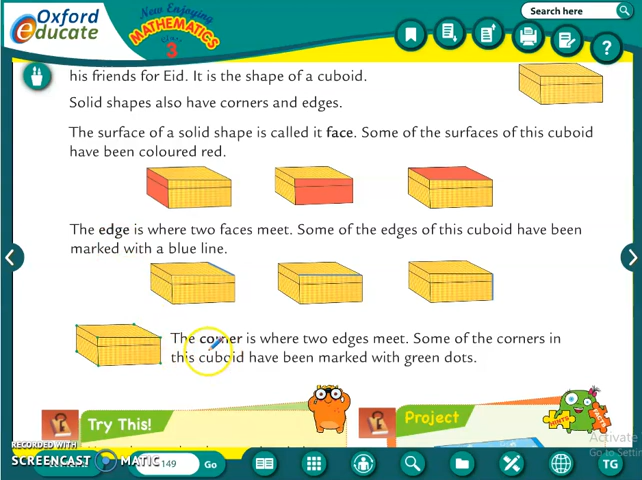 Oxford
educate
New Enjoying
MATHEMATICS
Class
3
Search here
his friends for Eid. It is the shape of a cuboid.
Solid shapes also have corners and edges.
The surface of a solid shape is called it face. Some of the surfaces of this cuboid
have been coloured red.
The edge is where two faces meet. Some of the edges of this cuboid have been
marked with a blue line.
The corner is where two edges meet. Some of the corners in
this cuboid have been marked with green dots.
Try This!
Project
Activate
Go to Settin
RECORDED WITH
SCREENCAST MATIC
149
Go
TG